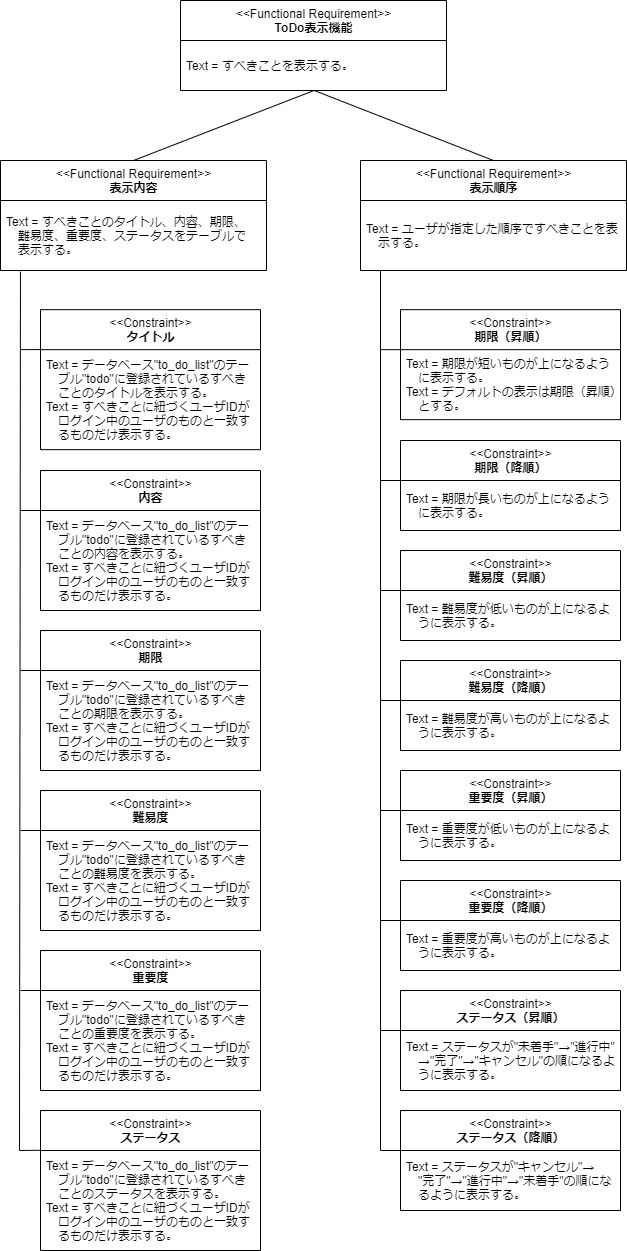 <<Functional Requirement>>
ToDo表示機能
Text = すべきことを表示する。
<<Functional Requirement>>
表示内容
Text = すべきことのタイトル、内容、期限、
難易度、重要度、ステータスをテーブルで
表示する。
<<Constraint>>
タイトル
Text = データベース"to_do_list"のテー
ブル"todo"に登録されているすべき
ことのタイトルを表示する。
Text = すべきことに紐づくユーザIDが
ログイン中のユーザのものと一致す
るものだけ表示する。
<<Constraint>>
内容
Text = データベース"to_do_list"のテー
ブル"todo"に登録されているすべき
ことの内容を表示する。
Text = すべきことに紐づくユーザIDが
ログイン中のユーザのものと一致す
るものだけ表示する。
<<Constraint>>
期限
Text = データベース"to_do_list"のテー
ブル"todo"に登録されているすべき
ことの期限を表示する。
Text = すべきことに紐づくユーザIDが
ログイン中のユーザのものと一致す
るものだけ表示する。
<<Constraint>>
難易度
Text = データベース"to_do_list"のテー
ブル"todo"に登録されているすべき
ことの難易度を表示する。
Text = すべきことに紐づくユーザIDが
ログイン中のユーザのものと一致す
るものだけ表示する。
<<Constraint>>
重要度
Text = データベース"to_do_list"のテー
ブル"todo"に登録されているすべき
ことの重要度を表示する。
Text = すべきことに紐づくユーザIDが
ログイン中のユーザのものと一致す
るものだけ表示する。
<<Constraint>>
ステータス
Text = データベース"to_do_list"のテー
ブル"todo"に登録されているすべき
ことのステータスを表示する。
Text = すべきことに紐づくユーザIDが
ログイン中のユーザのものと一致す
るものだけ表示する。
<<Functional Requirement>>
表示順序
Text = ユーザが指定した順序ですべきことを表
示する。
<<Constraint>>
期限（昇順）
Text = 期限が短いものが上になるよう
に表示する。
Text = デフォルトの表示は期限（昇順）
とする。
<<Constraint>>
期限（降順）
Text = 期限が長いものが上になるよう
に表示する。
<<Constraint>>
難易度（昇順）
Text = 難易度が低いものが上になるよ
うに表示する。
<<Constraint>>
難易度（降順）
Text = 難易度が高いものが上になるよ
うに表示する。
<<Constraint>>
重要度（昇順）
Text = 重要度が低いものが上になるよ
うに表示する。
<<Constraint>>
重要度（降順）
Text = 重要度が高いものが上になるよ
うに表示する。
<<Constraint>>
ステータス（昇順）
Text = ステータスが"未着手"→"進行中"
→"完了"→"キャンセル"の順になるよ
うに表示する。
<<Constraint>>
ステータス（降順）
Text = ステータスが"キャンセル"→
"完了"→"進行中"→"未着手"の順にな
るように表示する。